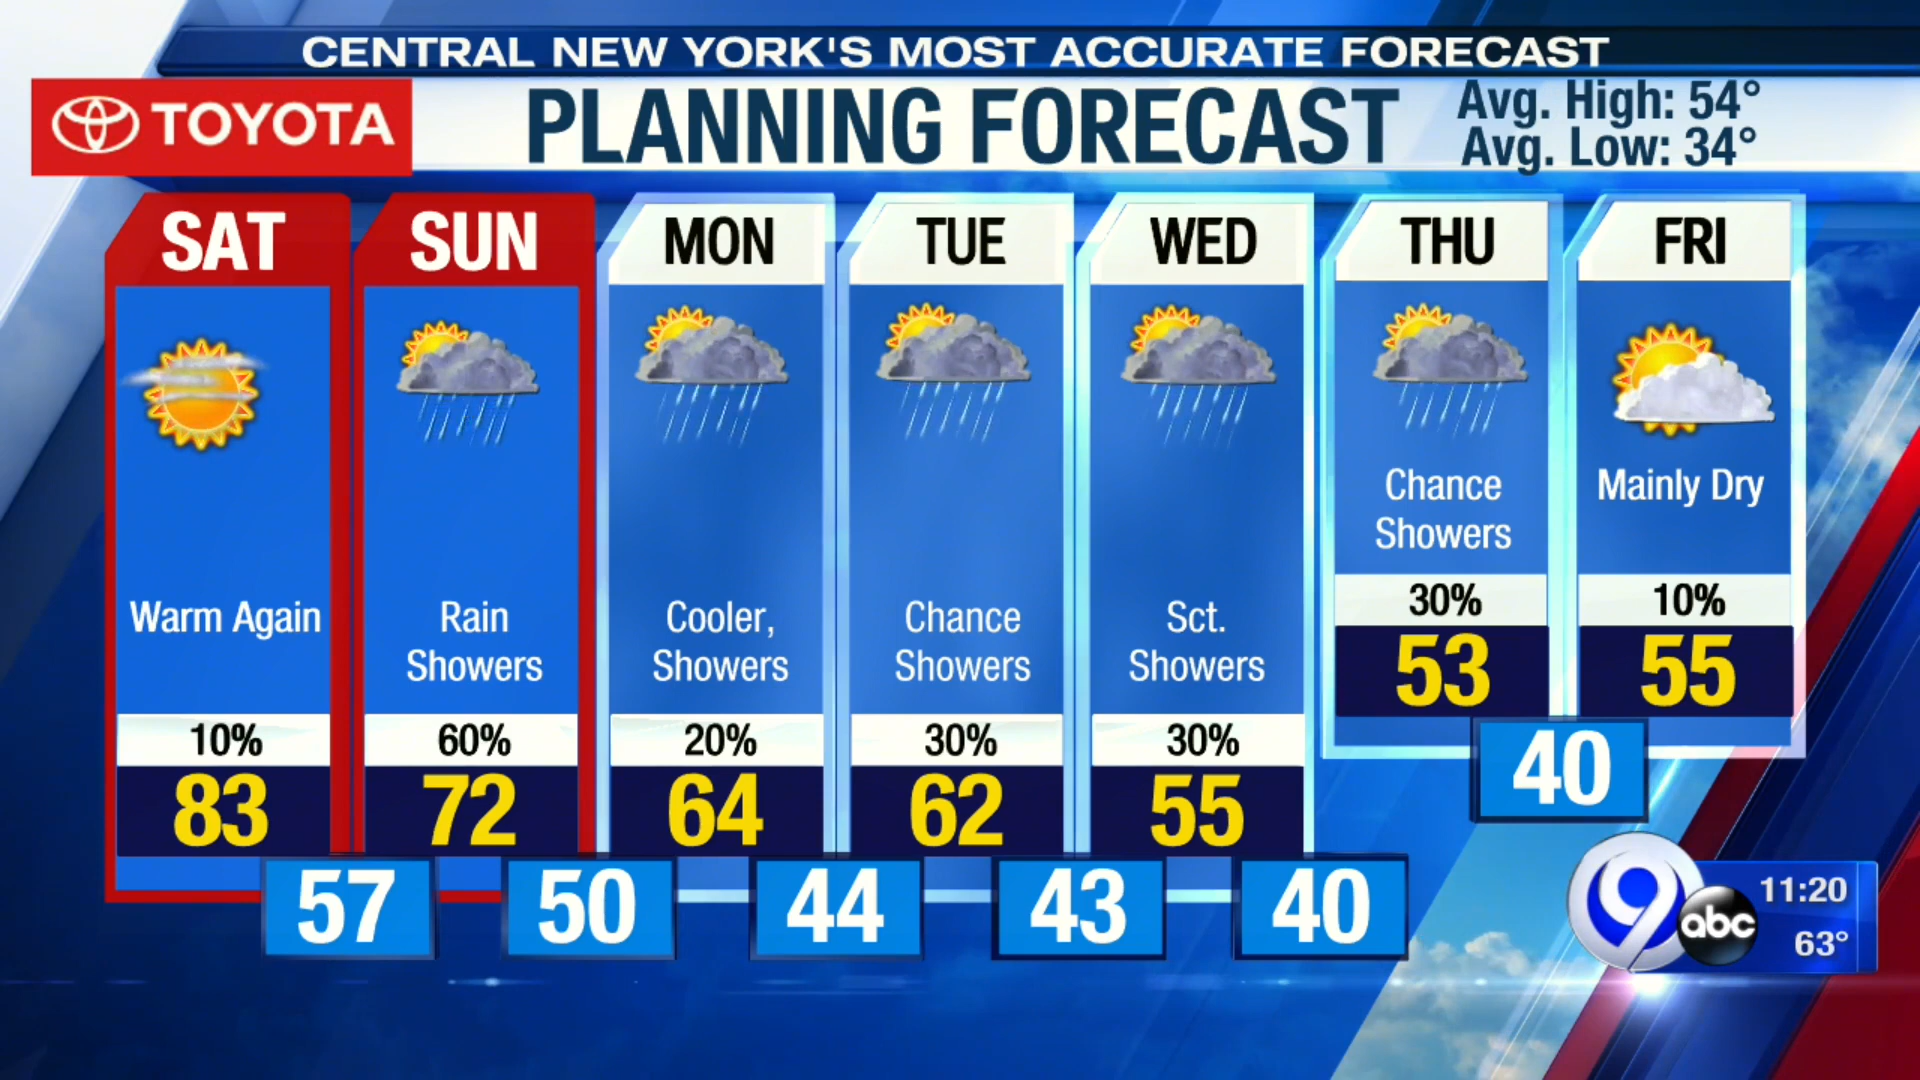 CENTRAL NEW YORK'S MOST ACCURATE FORECAST
TOYOTA
PLANNING FORECAST
Avg. High: 54°
Avg. Low: 34°
SAT
Warm Again
10%
83
57
SUN
Rain
Showers
60%
72
50
MON
Cooler,
Showers
20%
64
44
TUE
Chance
Showers
30%
62
43
WED
Sct.
Showers
30%
55
40
THU
Chance
Showers
30%
53
40
FRI
Mainly Dry
10%
55
9
abc
11:20
63°